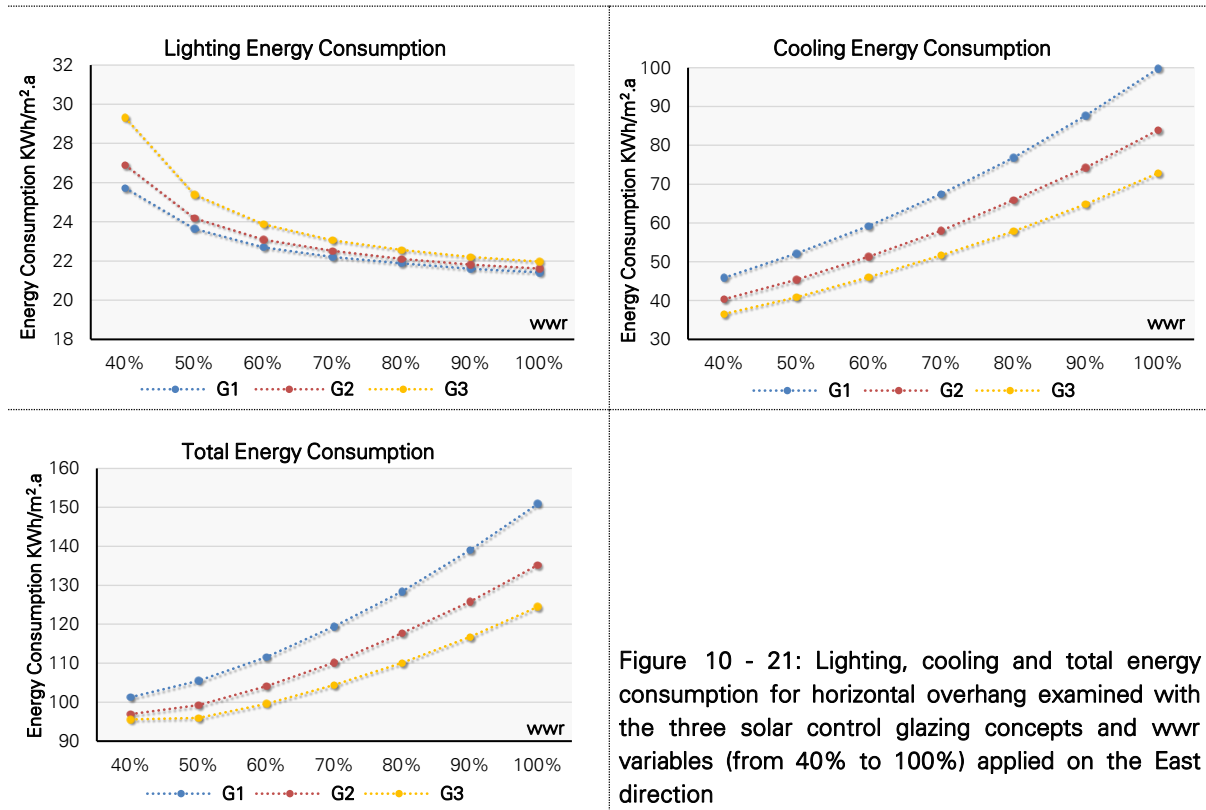 Lighting Energy Consumption
Energy Consumption KWh/m².a
32
30
28
26
24
22
20
18
wwr
40% 50% 60% 70% 80% 90% 100%
G1 G2 G3
Cooling Energy Consumption
Energy Consumption KWh/m².a
100
90
80
70
60
50
40
30
wwr
40% 50% 60% 70% 80% 90% 100%
G1 G2 G3
Total Energy Consumption
Energy Consumption KWh/m².a
160
150
140
130
120
110
100
90
wwr
40% 50% 60% 70% 80% 90% 100%
G1 G2 G3
Figure 10 - 21: Lighting, cooling and total energy
consumption for horizontal overhang examined with
the three solar control glazing concepts and wwr
variables (from 40% to 100%) applied on the East
direction